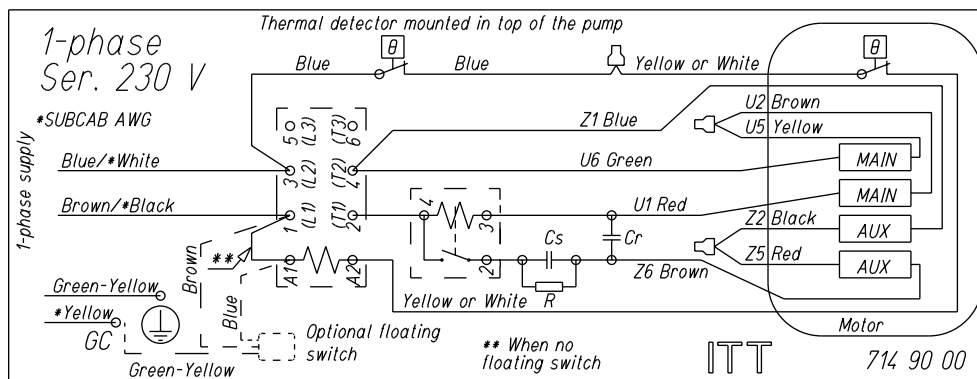 Thermal detector mounted in top of the pump
1-phase
Ser. 230 V
*SUBCAB AWG
1-phase supply
θ
θ
Blue
Blue
Yellow or White
U2 Brown
U5 Yellow
Z1 Blue
5 (L3)
(T3) 6
Blue/*White
3 (L2)
(T2) 4
U6 Green
MAIN
MAIN
Brown/*Black
1 (L1)
(T1) 2
4
3
U1 Red
Z2 Black
AUX
Cs
Cr
Z5 Red
AUX
**
Brown
A1
A2
2
R
Z6 Brown
Green-Yellow
Blue
Yellow or White
*Yellow
GC
Optional floating
switch
Motor
Green-Yellow
** When no
floating switch
ITT
714 90 00